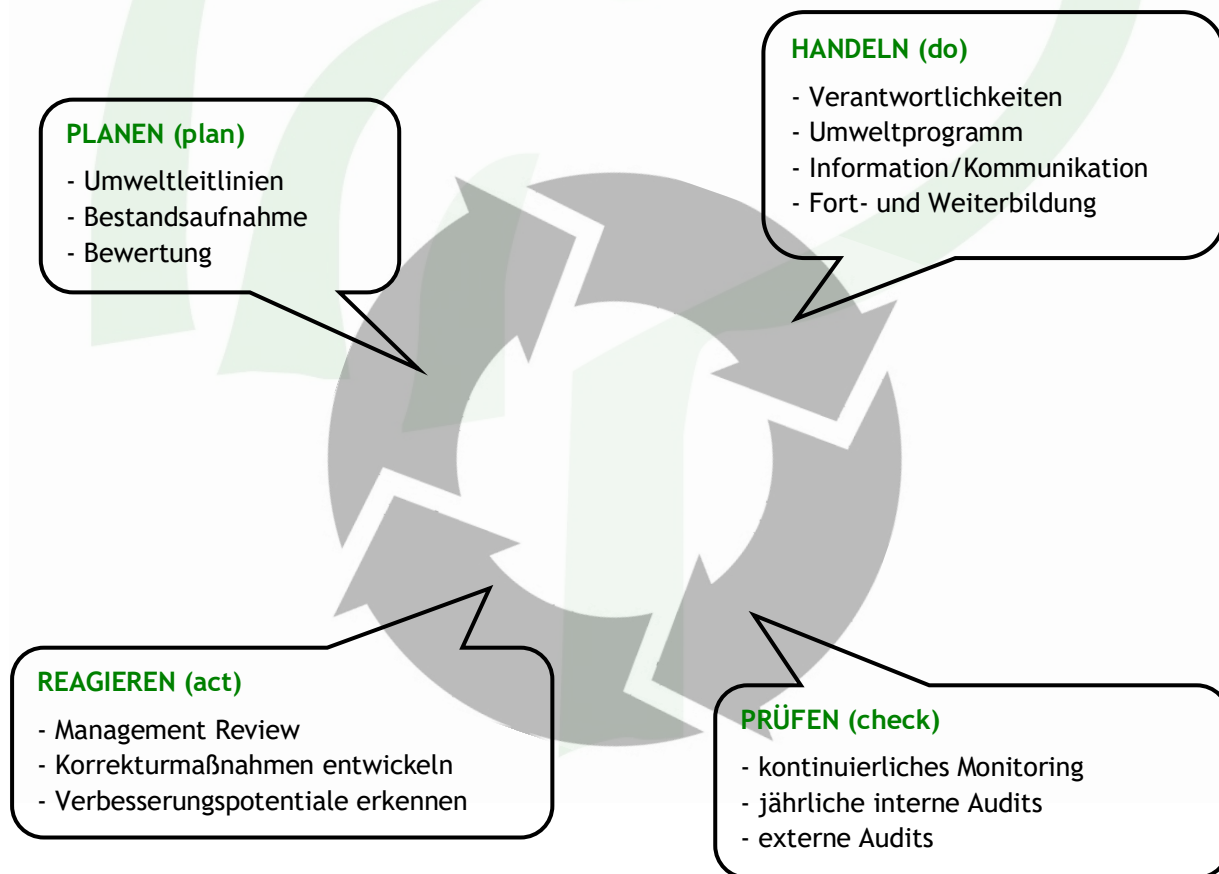 PLANEN (plan)
- Umweltleitlinien
- Bestandsaufnahme
- Bewertung
HANDELN (do)
- Verantwortlichkeiten
- Umweltprogramm
- Information/Kommunikation
- Fort- und Weiterbildung
REAGIEREN (act)
- Management Review
- Korrekturmaßnahmen entwickeln
- Verbesserungspotentiale erkennen
PRÜFEN (check)
- kontinuierliches Monitoring
- jährliche interne Audits
- externe Audits